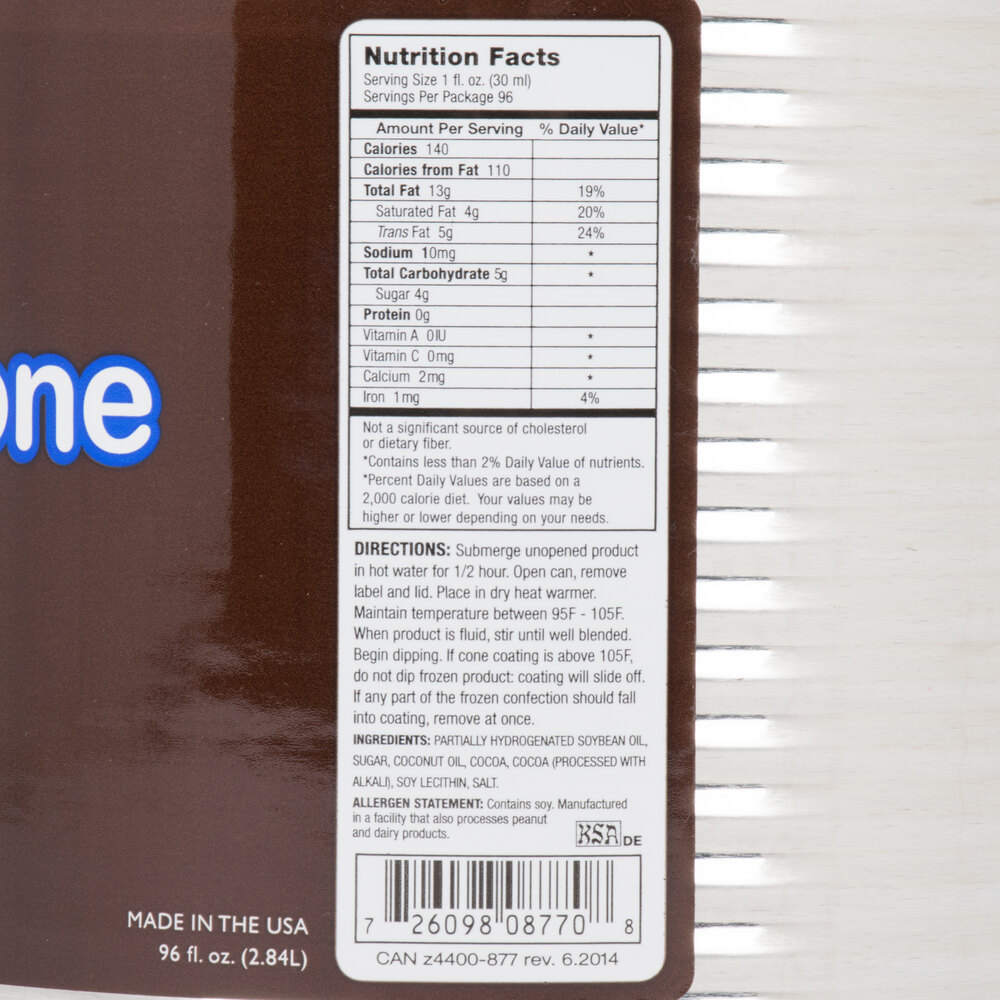 Nutrition Facts
Serving Size 1 fl. oz. (30 ml)
Servings Per Package 96
Amount Per Serving % Daily Value*
Calories 140
Calories from Fat 110
Total Fat 13g 19%
Saturated Fat 4g 20%
Trans Fat 5g 24%
Sodium 10mg *
Total Carbohydrate 5g *
Sugar 4g
Protein 0g
Vitamin A 0IU *
Vitamin C 0mg *
Calcium 2mg *
Iron 1mg 4%
Not a significant source of cholesterol
or dietary fiber.
*Contains less than 2% Daily Value of nutrients.
*Percent Daily Values are based on a
2,000 calorie diet. Your values may be
higher or lower depending on your needs.
DIRECTIONS: Submerge unopened product
in hot water for 1/2 hour. Open can, remove
label and lid. Place in dry heat warmer.
Maintain temperature between 95F - 105F.
When product is fluid, stir until well blended.
Begin dipping. If cone coating is above 105F,
do not dip frozen product: coating will slide off.
If any part of the frozen confection should fall
into coating, remove at once.
INGREDIENTS: PARTIALLY HYDROGENATED SOYBEAN OIL,
SUGAR, COCONUT OIL, COCOA, COCOA (PROCESSED WITH
ALKALI), SOY LECITHIN, SALT.
ALLERGEN STATEMENT: Contains soy. Manufactured
in a facility that also processes peanut
and dairy products.
KSA DE
7 26098 08770 8
CAN z4400-877 rev. 6.2014
one
MADE IN THE USA
96 fl. oz. (2.84L)